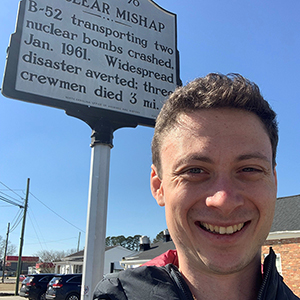 NUCLEAR MISHAP
B-52 transporting two
nuclear bombs crashed,
Jan. 1961. Widespread
disaster averted: three
crewmen died 3 mi.